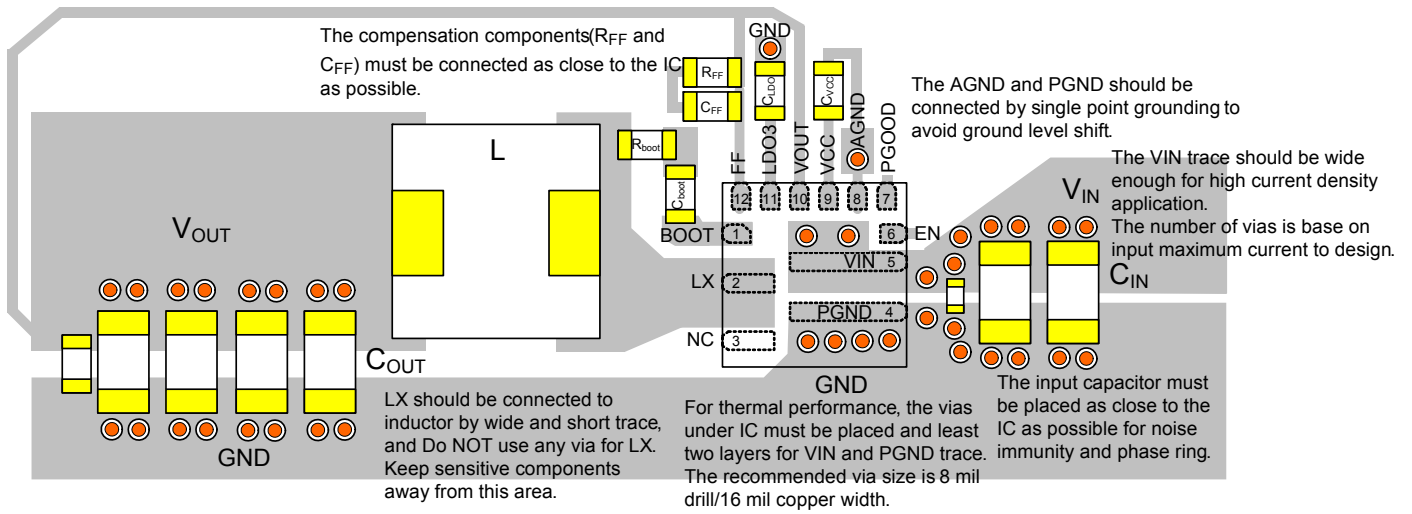 The compensation components(RFF and
CFF) must be connected as close to the IC
as possible.
GND
RFF
CFF
CLDO
CVCC
AGND
The AGND and PGND should be
connected by single point grounding to
avoid ground level shift.
L
Rboot
Cboot
FF
LDO3
VOUT
VCC
PGOOD
The VIN trace should be wide
enough for high current density
application.
The number of vias is base on
input maximum current to design.
VIN
12
11
10
9
8
7
VOUT
BOOT
1
6
EN
VIN
5
CIN
LX
2
PGND
4
NC
3
COUT
GND
LX should be connected to
inductor by wide and short trace,
and Do NOT use any via for LX.
Keep sensitive components
away from this area.
GND
For thermal performance, the vias
under IC must be placed and least
two layers for VIN and PGND trace.
The recommended via size is 8 mil
drill/16 mil copper width.
The input capacitor must
be placed as close to the
IC as possible for noise
immunity and phase ring.